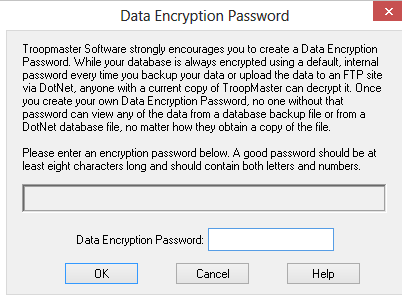 Data Encryption Password
Troopmaster Software strongly encourages you to create a Data Encryption
Password. While your database is always encrypted using a default, internal
password every time you backup your data or upload the data to an FTP site
via DotNet, anyone with a current copy of TroopMaster can decrypt it. Once
you create your own Data Encryption Password, no one without that
password can view any of the data from a database backup file or from a
DotNet database file, no matter how they obtain a copy of the file.
Please enter an encryption password below. A good password should be at
least eight characters long and should contain both letters and numbers.
Data Encryption Password:
OK Cancel Help